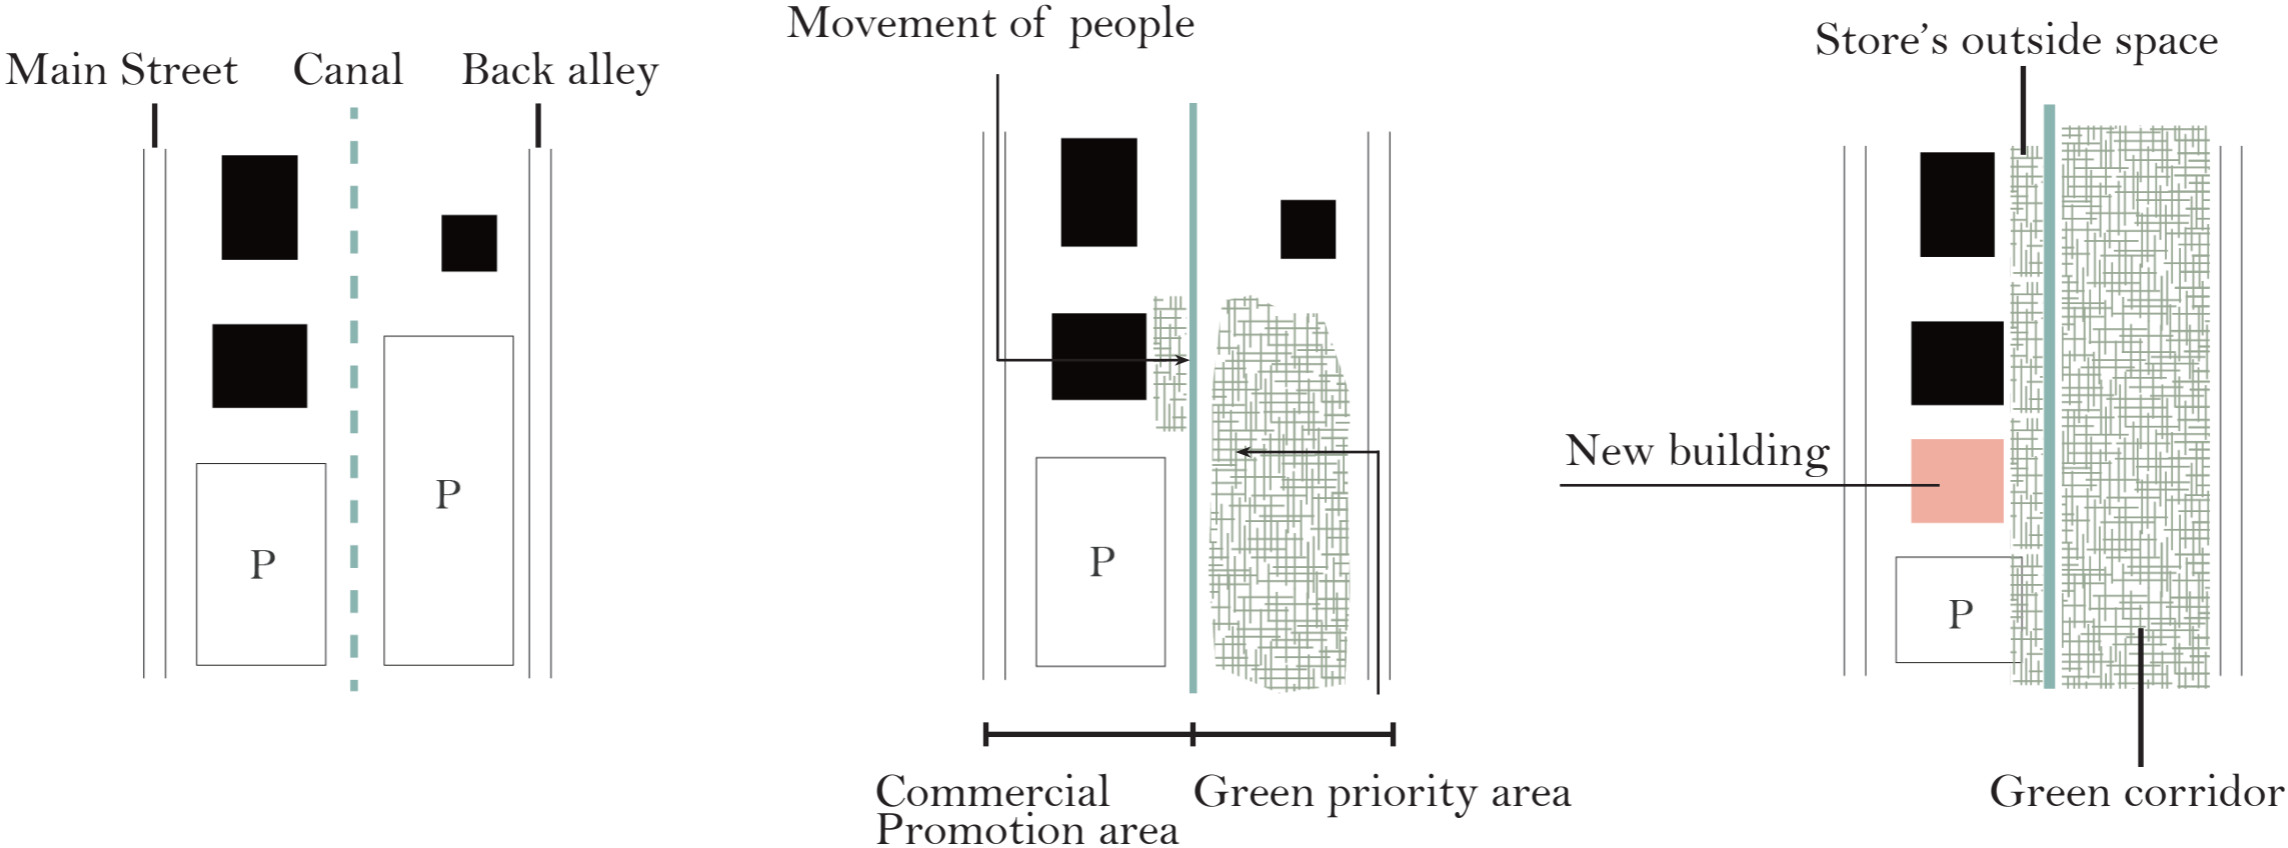 Main Street
Canal
Back alley
P
P
Movement of people
P
Commercial
Promotion area
Green priority area
Store's outside space
New building
P
Green corridor